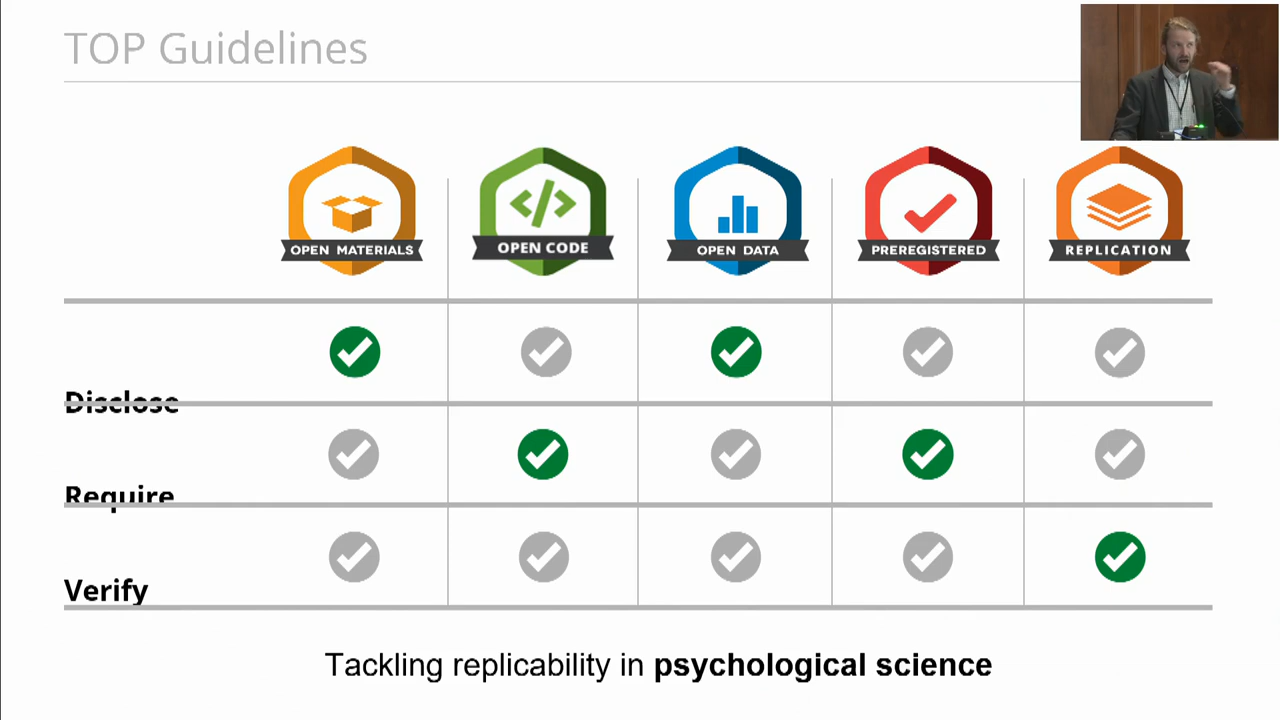 TOP Guidelines
OPEN MATERIALS
OPEN CODE
OPEN DATA
PREREGISTERED
REPLICATION
Disclose
Require
Verify
Tackling replicability in psychological science